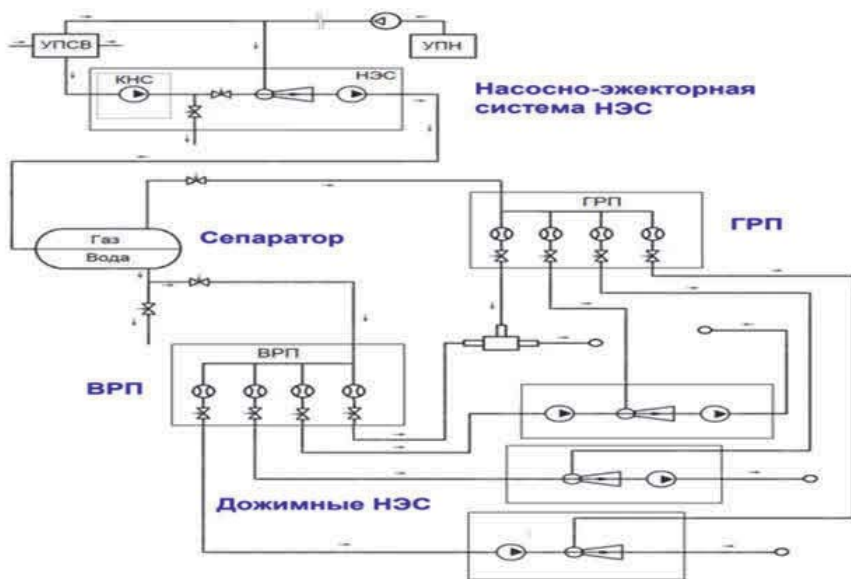 УПСВ
УПН
КНС
НЭС
Насосно-эжекторная
система НЭС
ГРП
ГРП
Газ
Вода
Сепаратор
ВРП
ВРП
Дожимные НЭС